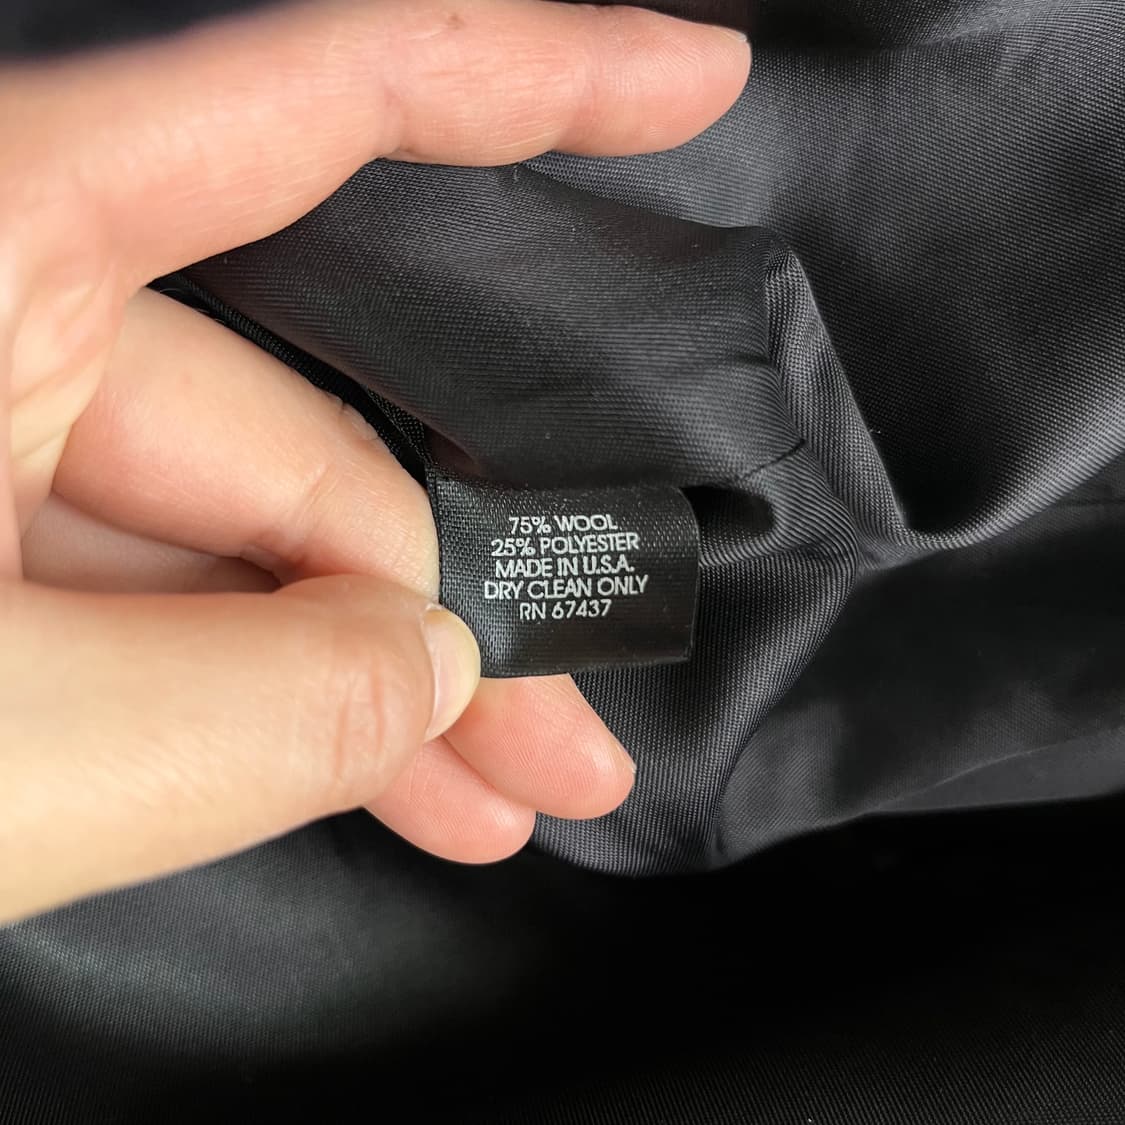 75% WOOL
25% POLYESTER
MADE IN U.S.A.
DRY CLEAN ONLY
RN 67437